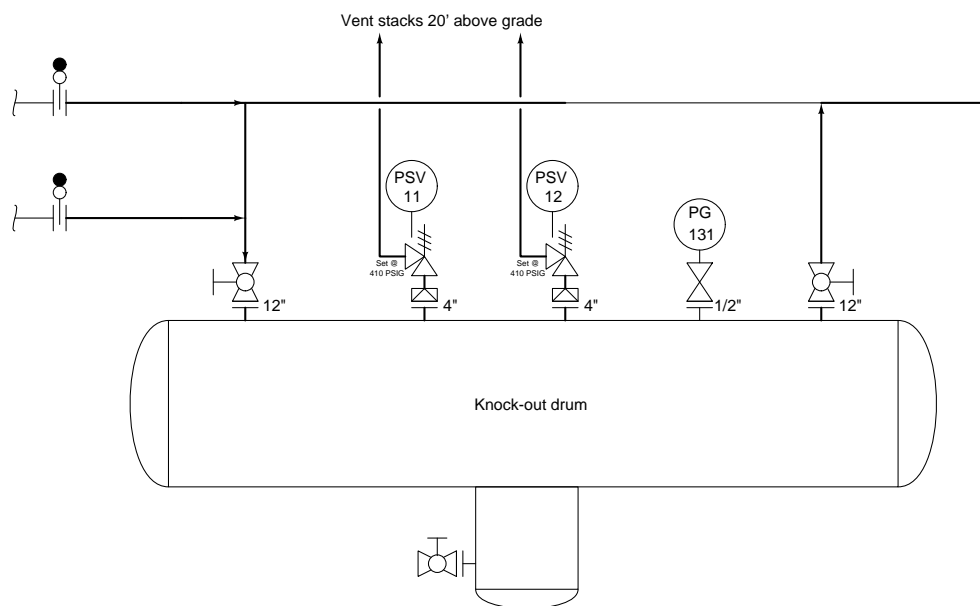 Vent stacks 20' above grade
PSV
11
PSV
12
PG
131
Set @
410 PSIG
Set @
410 PSIG
12"
4"
4"
1/2"
12"
Knock-out drum